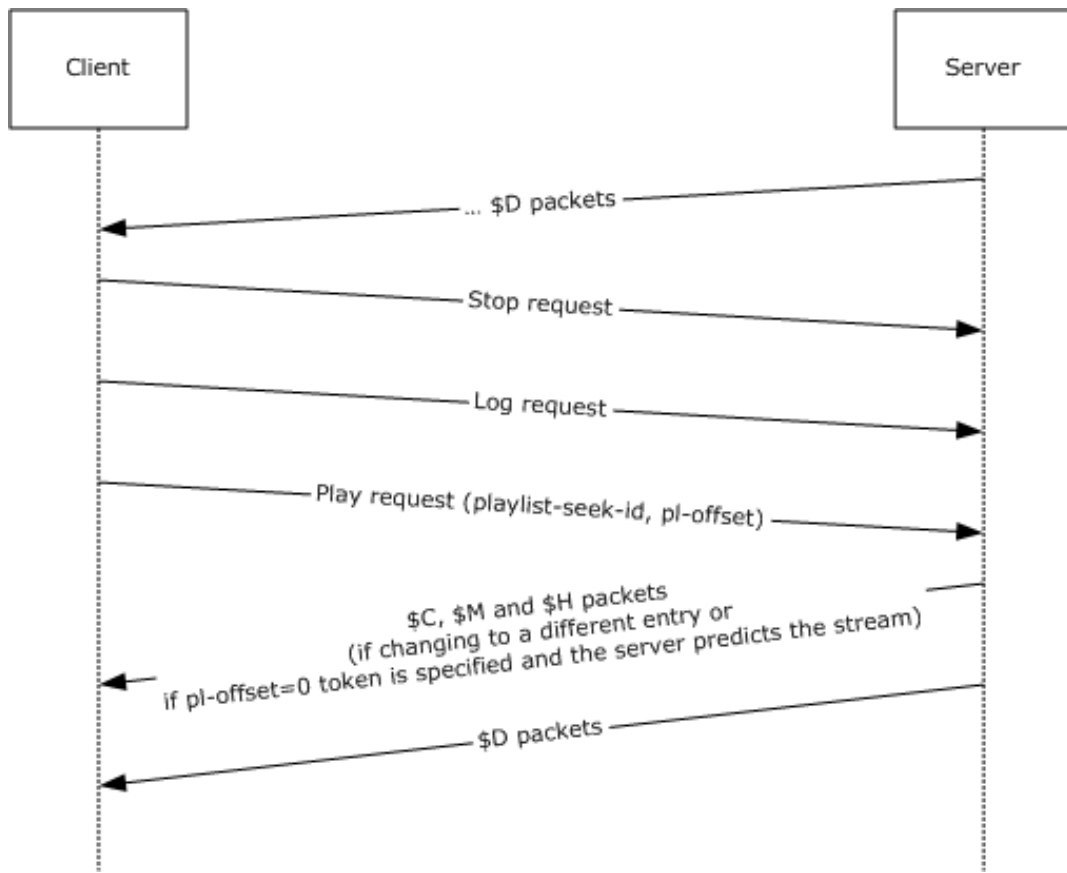 Client
Server
... $D packets
Stop request
Log request
Play request (playlist-seek-id, pl-offset)
$C, $M and $H packets
(if changing to a different entry or
if pl-offset=0 token is specified and the server predicts the stream)
$D packets